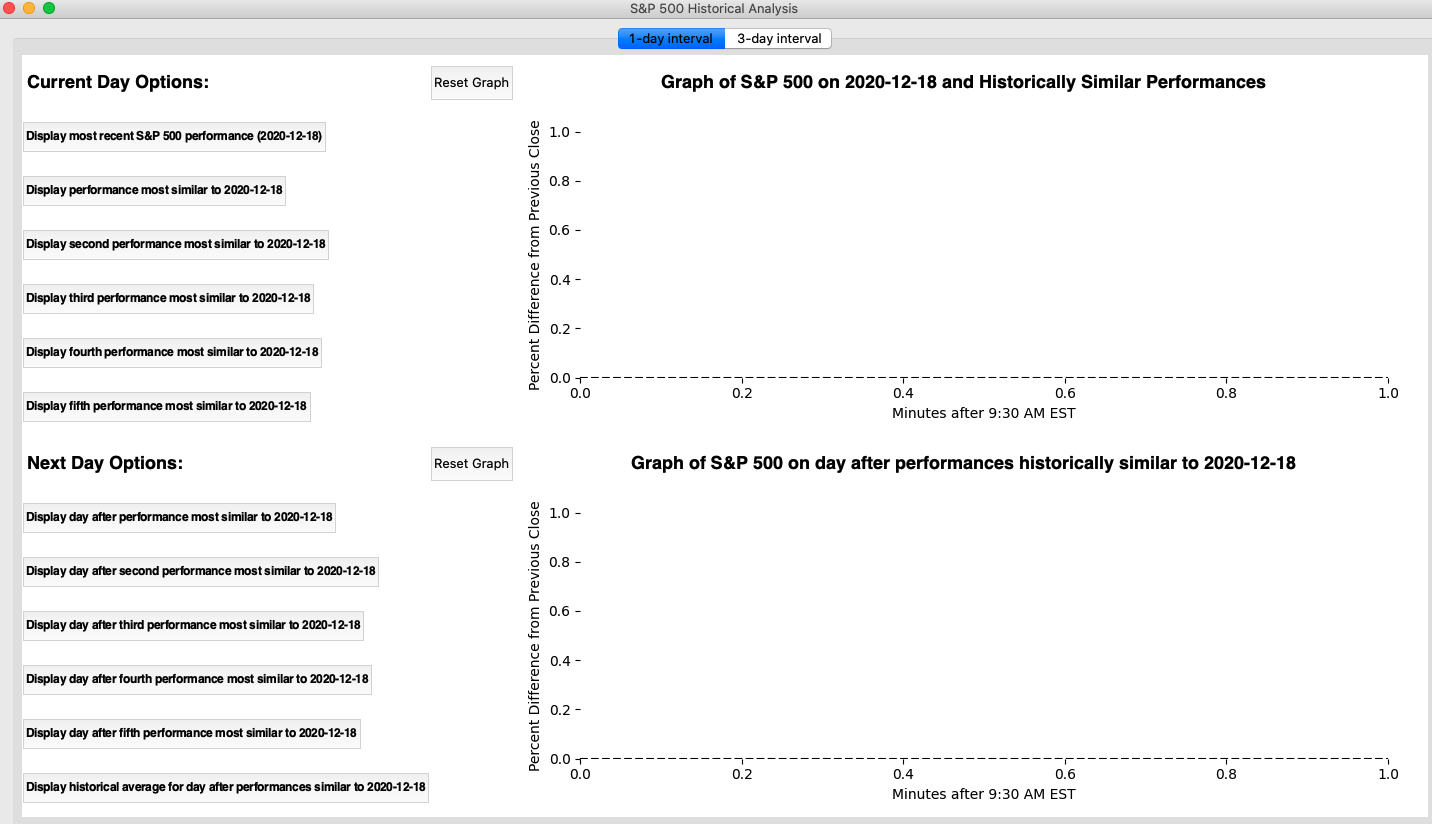 S&P 500 Historical Analysis
1-day interval 3-day interval
Current Day Options:
Reset Graph
Graph of S&P 500 on 2020-12-18 and Historically Similar Performances
Display most recent S&P 500 performance (2020-12-18)
Display performance most similar to 2020-12-18
Display second performance most similar to 2020-12-18
Display third performance most similar to 2020-12-18
Display fourth performance most similar to 2020-12-18
Display fifth performance most similar to 2020-12-18
Percent Difference from Previous Close
1.0
0.8
0.6
0.4
0.2
0.0
0.0 0.2 0.4 0.6 0.8 1.0
Minutes after 9:30 AM EST
Next Day Options:
Reset Graph
Graph of S&P 500 on day after performances historically similar to 2020-12-18
Display day after performance most similar to 2020-12-18
Display day after second performance most similar to 2020-12-18
Display day after third performance most similar to 2020-12-18
Display day after fourth performance most similar to 2020-12-18
Display day after fifth performance most similar to 2020-12-18
Display historical average for day after performances similar to 2020-12-18
Percent Difference from Previous Close
1.0
0.8
0.6
0.4
0.2
0.0
0.0 0.2 0.4 0.6 0.8 1.0
Minutes after 9:30 AM EST